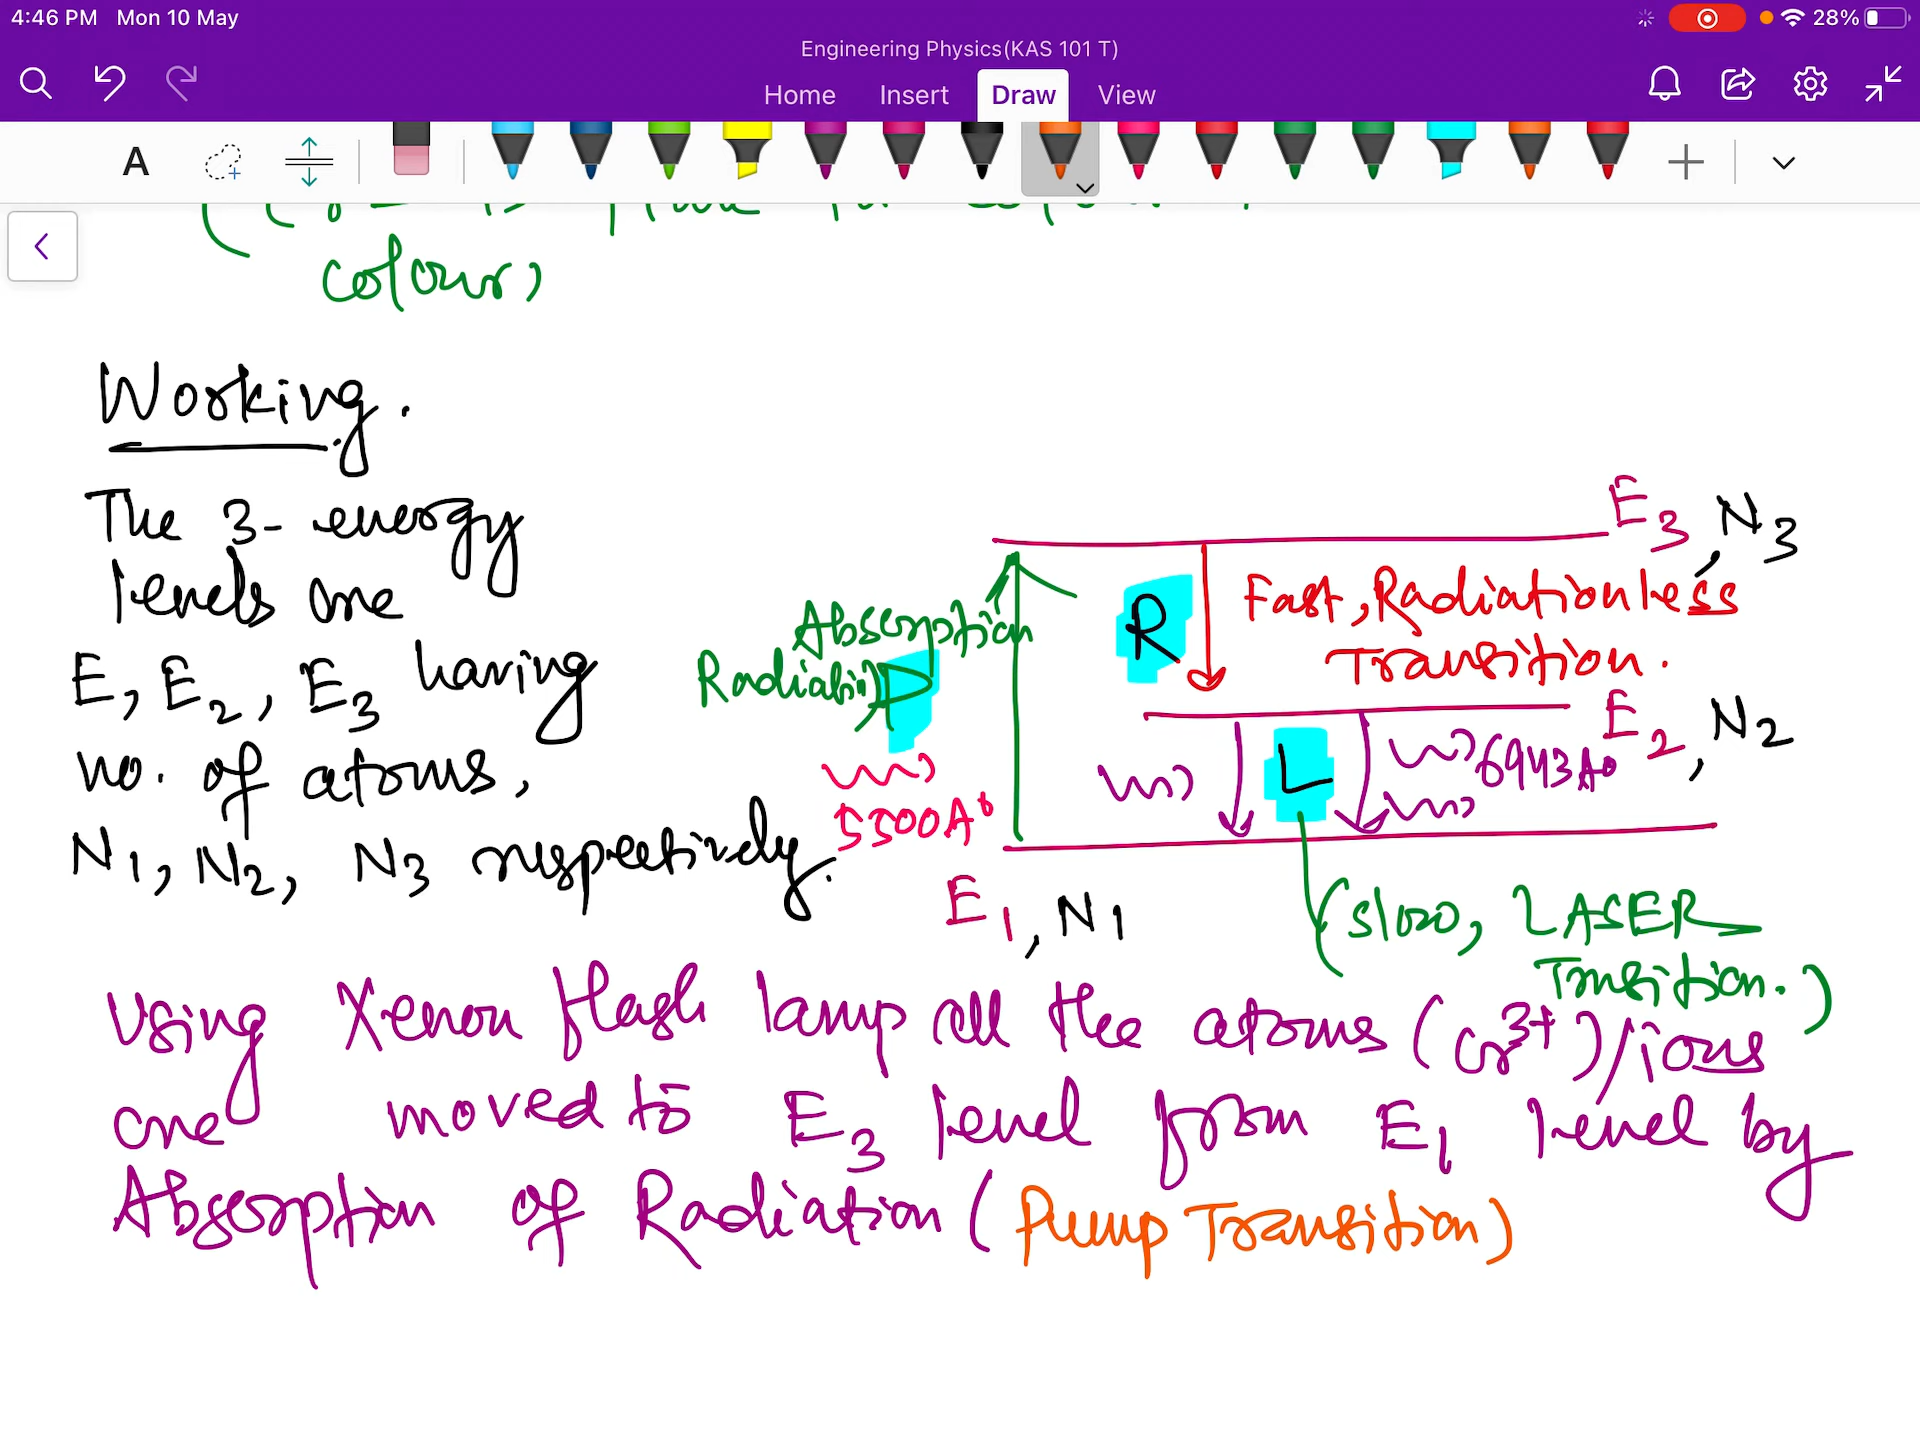 4:46 PM Mon 10 May
28%
Engineering Physics(KAS 101 T)
Home Insert Draw View
A
colour)
Working.
The 3- energy
levels are
E, E2, E3 having
no. of atoms,
N1, N2, N3 respectively.
E3, N3
Absorption
Radiation
P
5500A°
R
Fast, Radiationless
Transition.
E2, N2
L
6943A°
E1, N1
(slow, LASER
Transition.)
Using Xenon flash lamp all the atoms (Cr3+)/ions
are moved to E3 level from E1 level by
Absorption of Radiation (Pump Transition)